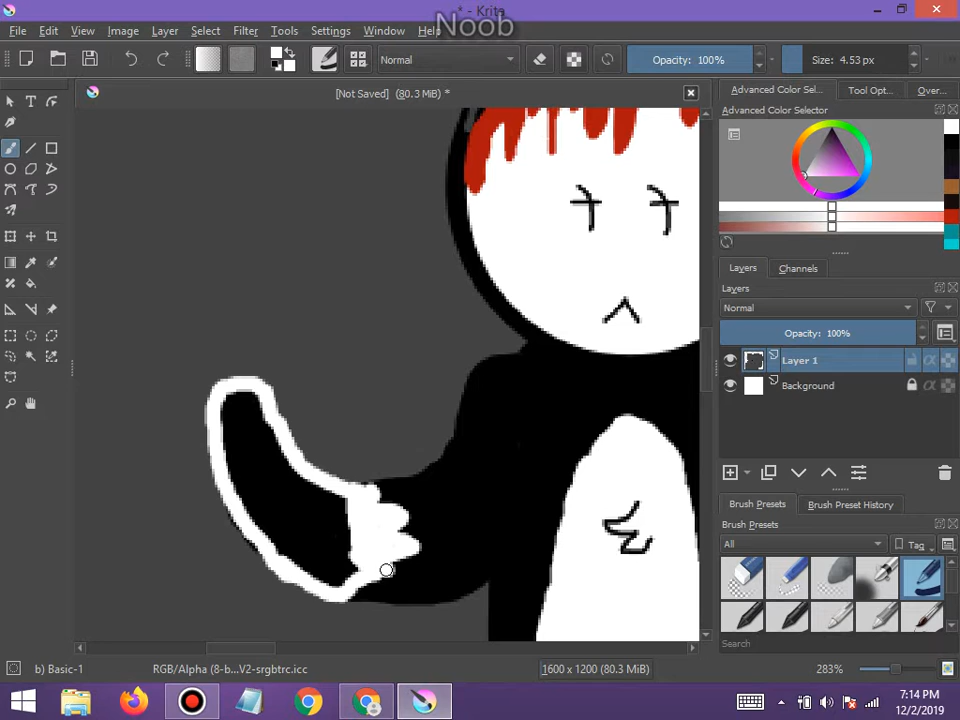 * - Krita
Noob
File Edit View Image Layer Select Filter Tools Settings Window Help
Normal Opacity: 100% Size: 4.53 px
[Not Saved] (80.3 MiB) *
Advanced Color Sel... Tool Opt... Over...
Advanced Color Selector
Layers Channels
Layers
Normal
Opacity: 100%
Layer 1
Background
Brush Presets Brush Preset History
Brush Presets
All Tag
Search
b) Basic-1 RGB/Alpha (8-b...V2-srgbtrc.icc 1600 x 1200 (80.3 MiB) 283%
7:14 PM
12/2/2019